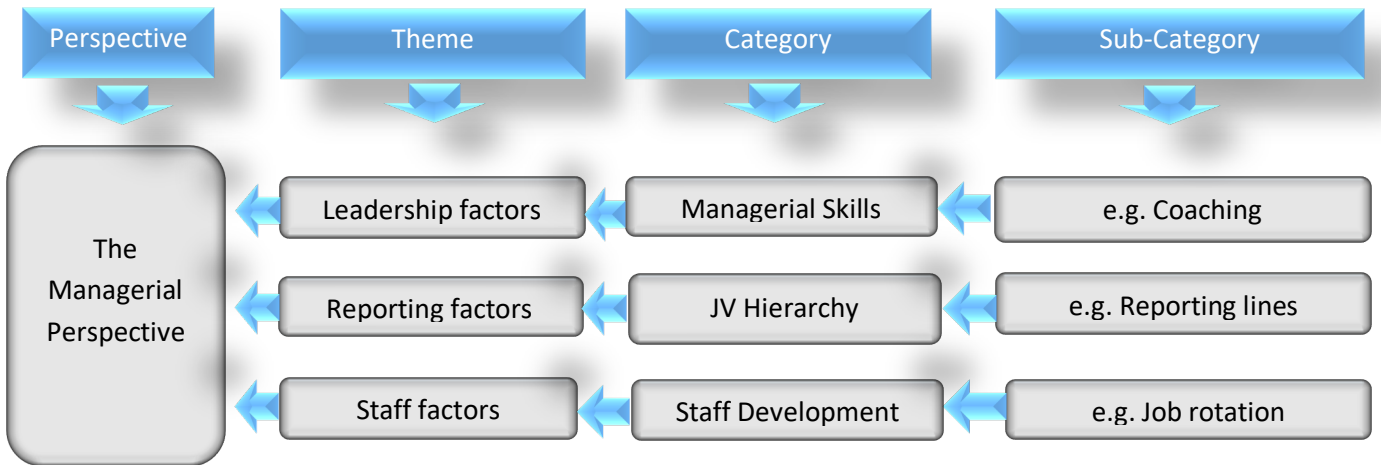 Perspective
Theme
Category
Sub-Category
The
Managerial
Perspective
Leadership factors
Managerial Skills
e.g. Coaching
Reporting factors
JV Hierarchy
e.g. Reporting lines
Staff factors
Staff Development
e.g. Job rotation